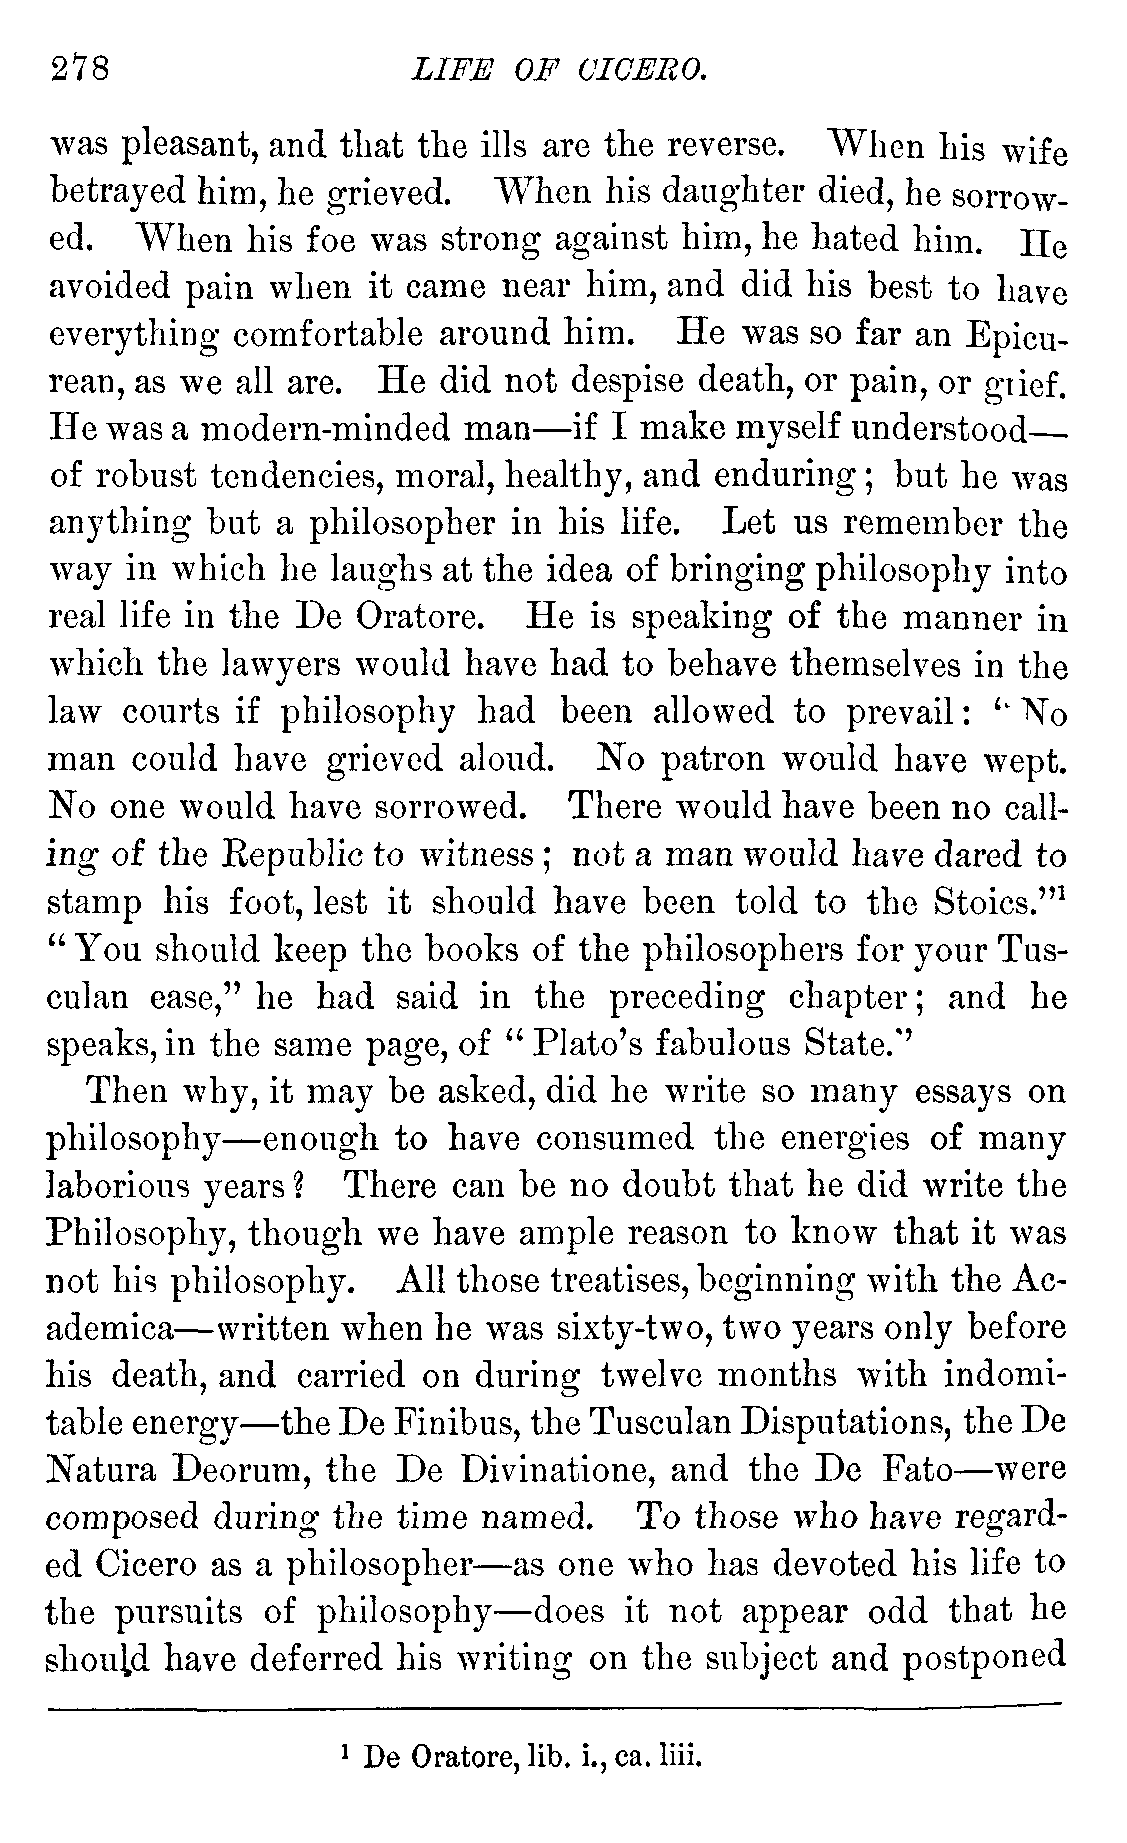 278 LIFE OF CICERO.
was pleasant, and that the ills are the reverse. When his wife
betrayed him, he grieved. When his daughter died, he sorrow-
ed. When his foe was strong against him, he hated him. He
avoided pain when it came near him, and did his best to have
everything comfortable around him. He was so far an Epicu-
rean, as we all are. He did not despise death, or pain, or grief.
He was a modern-minded man—if I make myself understood—
of robust tendencies, moral, healthy, and enduring; but he was
anything but a philosopher in his life. Let us remember the
way in which he laughs at the idea of bringing philosophy into
real life in the De Oratore. He is speaking of the manner in
which the lawyers would have had to behave themselves in the
law courts if philosophy had been allowed to prevail: “No
man could have grieved aloud. No patron would have wept.
No one would have sorrowed. There would have been no call-
ing of the Republic to witness; not a man would have dared to
stamp his foot, lest it should have been told to the Stoics.”¹
“You should keep the books of the philosophers for your Tus-
culan ease,” he had said in the preceding chapter; and he
speaks, in the same page, of “Plato’s fabulous State.”
Then why, it may be asked, did he write so many essays on
philosophy—enough to have consumed the energies of many
laborious years? There can be no doubt that he did write the
Philosophy, though we have ample reason to know that it was
not his philosophy. All those treatises, beginning with the Ac-
ademica—written when he was sixty-two, two years only before
his death, and carried on during twelve months with indomi-
table energy—the De Finibus, the Tusculan Disputations, the De
Natura Deorum, the De Divinatione, and the De Fato—were
composed during the time named. To those who have regard-
ed Cicero as a philosopher—as one who has devoted his life to
the pursuits of philosophy—does it not appear odd that he
should have deferred his writing on the subject and postponed
¹ De Oratore, lib. i., ca. liii.